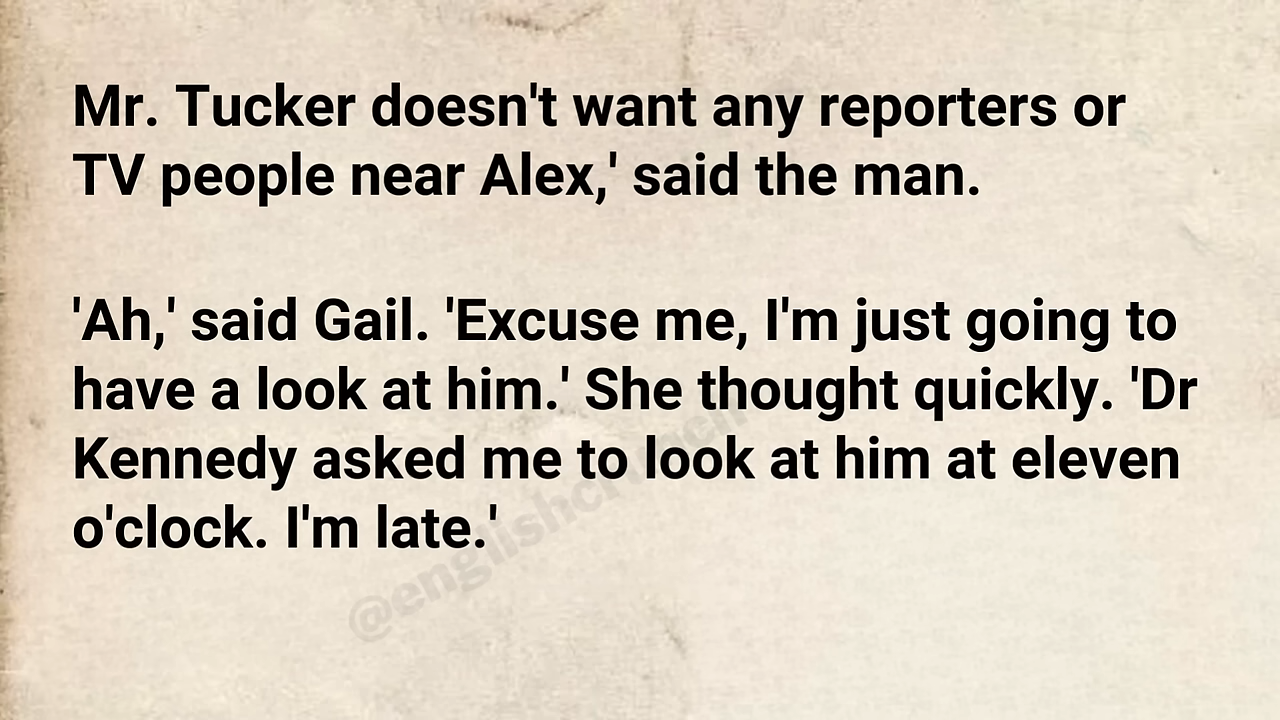 Mr. Tucker doesn't want any reporters or
TV people near Alex,' said the man.
'Ah,' said Gail. 'Excuse me, I'm just going to
have a look at him.' She thought quickly. 'Dr
Kennedy asked me to look at him at eleven
o'clock. I'm late.'